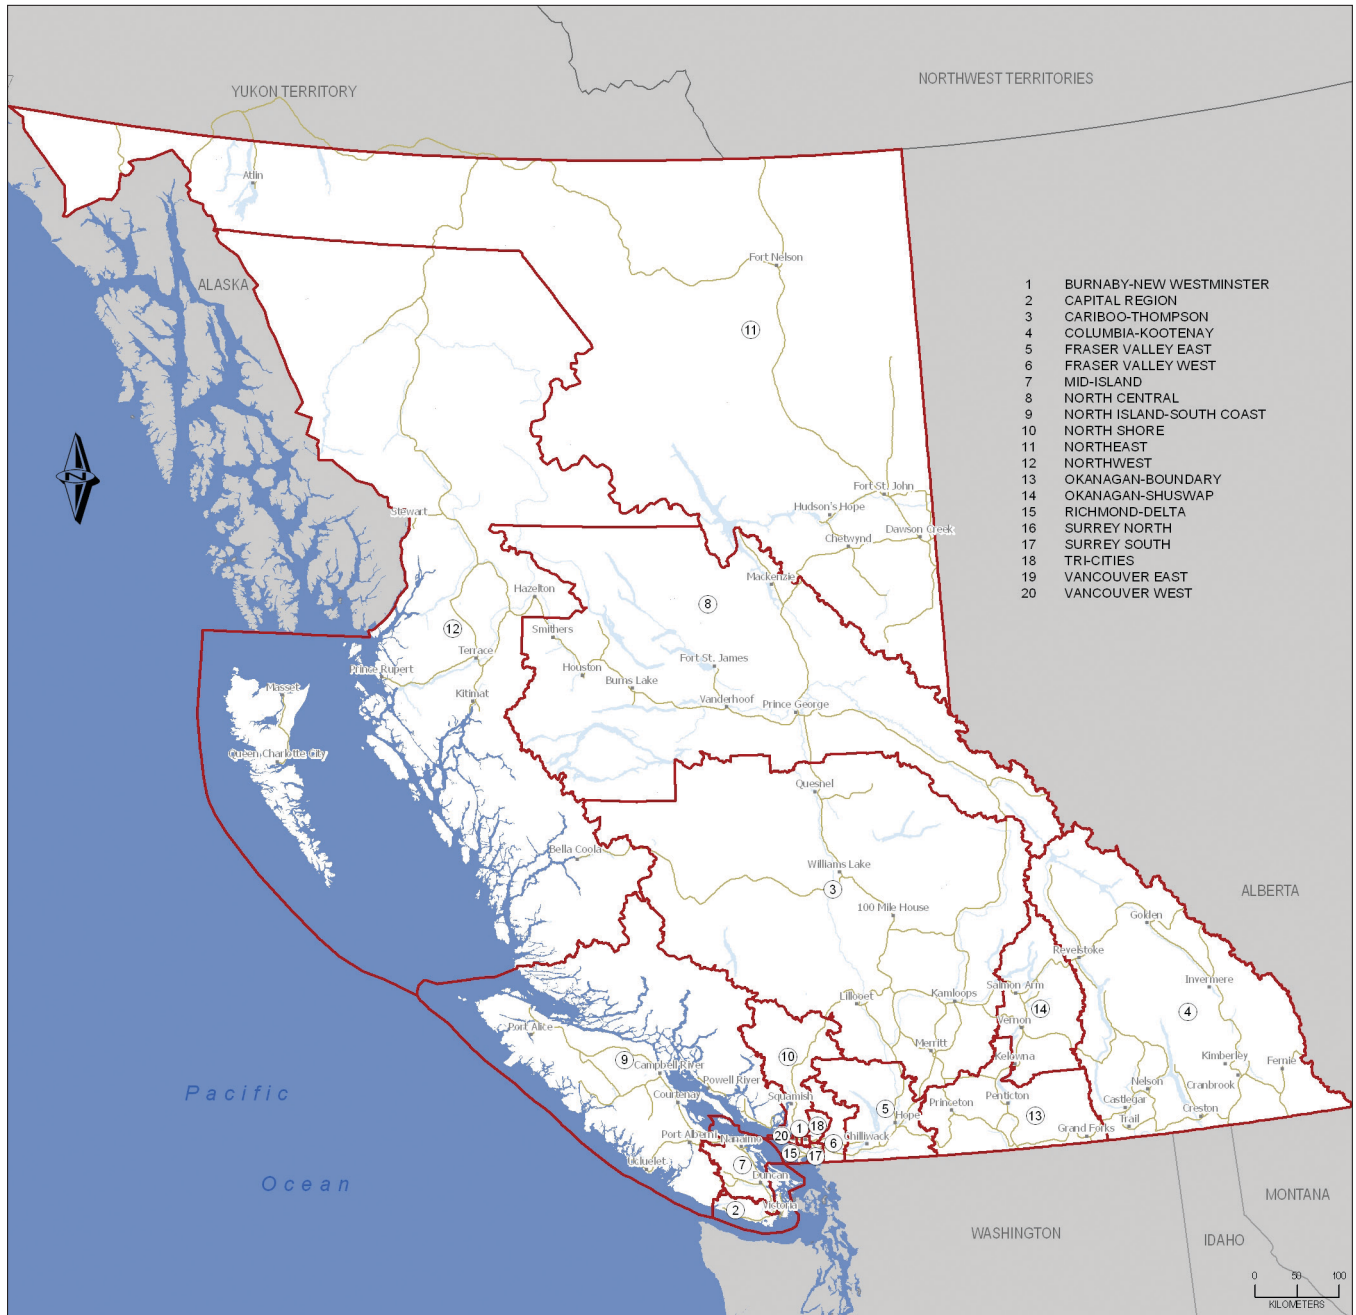 NORTHWEST TERRITORIES
YUKON TERRITORY
Atlin
Fort Nelson
ALASKA
11
1 BURNABY-NEW WESTMINSTER
2 CAPITAL REGION
3 CARIBOO-THOMPSON
4 COLUMBIA-KOOTENAY
5 FRASER VALLEY EAST
6 FRASER VALLEY WEST
7 MID-ISLAND
8 NORTH CENTRAL
9 NORTH ISLAND-SOUTH COAST
10 NORTH SHORE
11 NORTHEAST
12 NORTHWEST
13 OKANAGAN-BOUNDARY
14 OKANAGAN-SHUSWAP
15 RICHMOND-DELTA
16 SURREY NORTH
17 SURREY SOUTH
18 TRI-CITIES
19 VANCOUVER EAST
20 VANCOUVER WEST
N
Fort St. John
Hudson's Hope
Stewart
Dawson Creek
Chetwynd
Mackenzie
Hazelton
8
12
Smithers
Terrace
Fort St. James
Houston
Prince Rupert
Burns Lake
Masset
Kitimat
Vanderhoof
Prince George
Queen Charlotte City
Quesnel
Bella Coola
Williams Lake
3
ALBERTA
100 Mile House
Golden
Revelstoke
Invermere
Salmon Arm
Kamloops
Lillooet
14
4
Vernon
Port Alice
Merritt
10
9
Kelowna
Kimberley
Fernie
Campbell River
Powell River
Cranbrook
Nelson
Pacific
Courtenay
Squamish
Penticton
Castlegar
Princeton
5
13
Creston
Hope
Trail
18
1
Grand Forks
20
Port Alberni
Nanaimo
6
Chilliwack
15
17
Ucluelet
7
Duncan
Ocean
MONTANA
Victoria
2
WASHINGTON
IDAHO
0 50 100
KILOMETERS